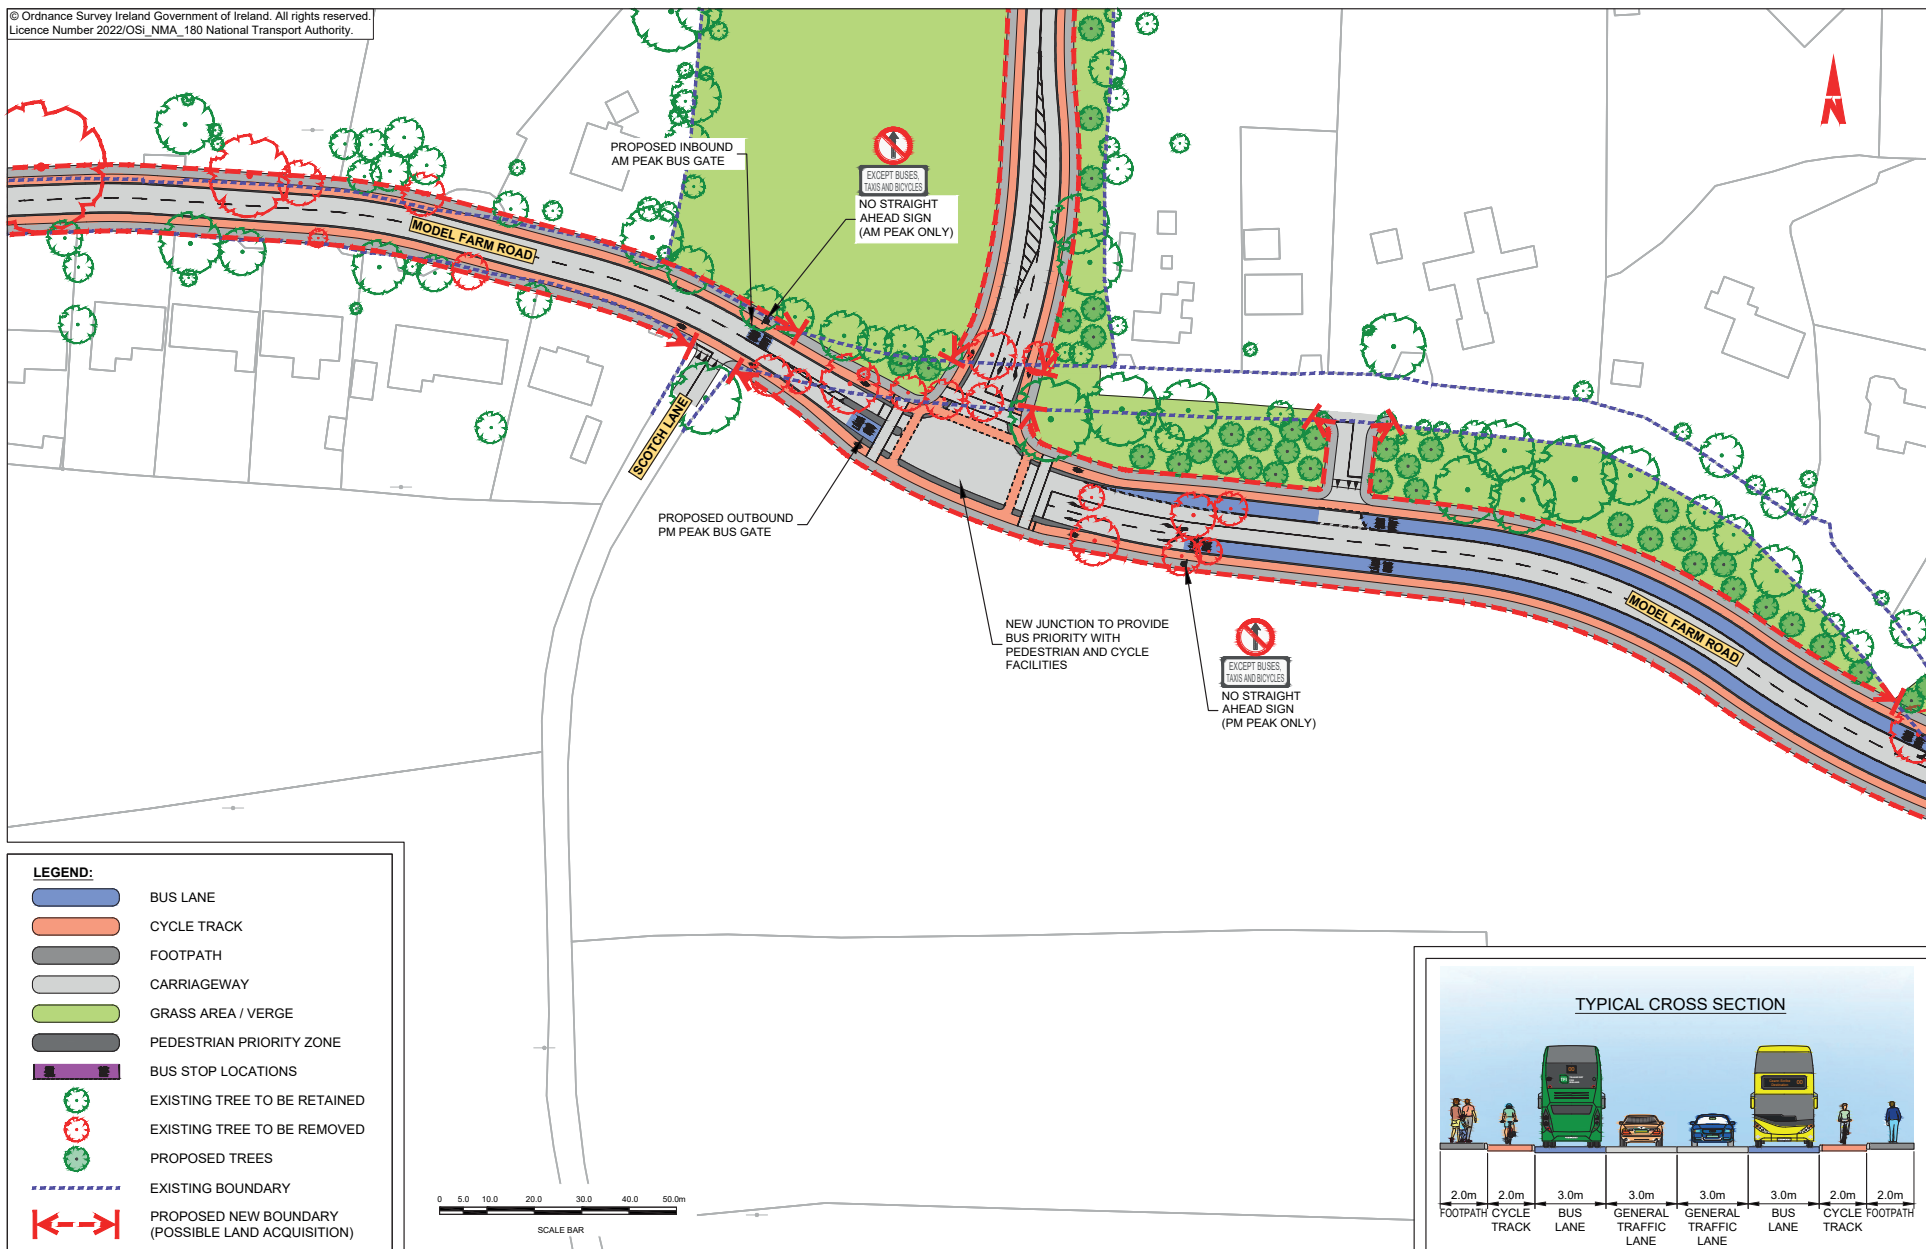 © Ordnance Survey Ireland Government of Ireland. All rights reserved.
Licence Number 2022/OSi_NMA_180 National Transport Authority.
PROPOSED INBOUND
AM PEAK BUS GATE
EXCEPT BUSES,
TAXIS AND BICYCLES
NO STRAIGHT
AHEAD SIGN
(AM PEAK ONLY)
N
MODEL FARM ROAD
SCOTCH LANE
PROPOSED OUTBOUND
PM PEAK BUS GATE
NEW JUNCTION TO PROVIDE
BUS PRIORITY WITH
PEDESTRIAN AND CYCLE
FACILITIES
EXCEPT BUSES,
TAXIS AND BICYCLES
NO STRAIGHT
AHEAD SIGN
(PM PEAK ONLY)
MODEL FARM ROAD
LEGEND:
BUS LANE
CYCLE TRACK
FOOTPATH
CARRIAGEWAY
GRASS AREA / VERGE
PEDESTRIAN PRIORITY ZONE
BUS STOP LOCATIONS
EXISTING TREE TO BE RETAINED
EXISTING TREE TO BE REMOVED
PROPOSED TREES
EXISTING BOUNDARY
PROPOSED NEW BOUNDARY
(POSSIBLE LAND ACQUISITION)
0 5.0 10.0 20.0 30.0 40.0 50.0m
SCALE BAR
TYPICAL CROSS SECTION
2.0m 2.0m 3.0m 3.0m 3.0m 3.0m 2.0m 2.0m
FOOTPATH CYCLE BUS GENERAL GENERAL BUS CYCLE FOOTPATH
TRACK LANE TRAFFIC TRAFFIC LANE TRACK
LANE LANE